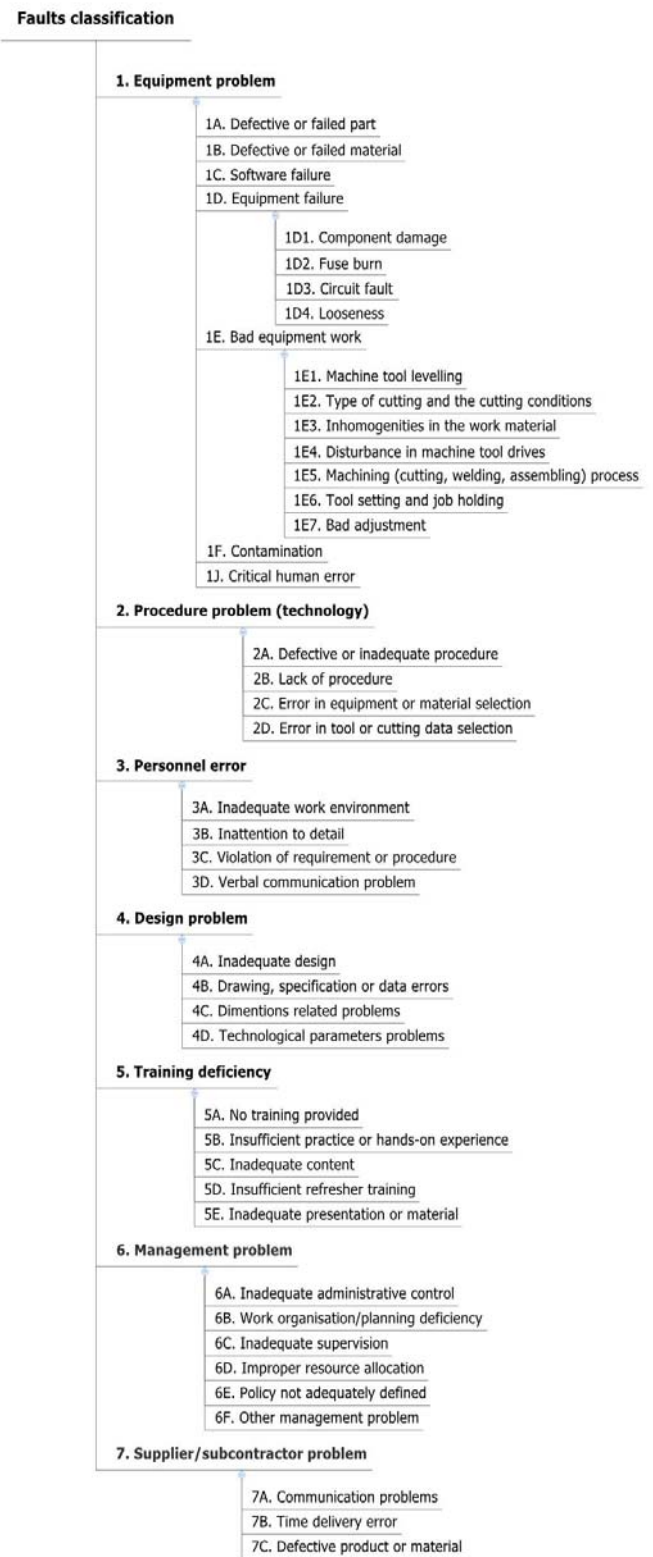 Faults classification
1. Equipment problem
1A. Defective or failed part
1B. Defective or failed material
1C. Software failure
1D. Equipment failure
1D1. Component damage
1D2. Fuse burn
1D3. Circuit fault
1D4. Looseness
1E. Bad equipment work
1E1. Machine tool levelling
1E2. Type of cutting and the cutting conditions
1E3. Inhomogenities in the work material
1E4. Disturbance in machine tool drives
1E5. Machining (cutting, welding, assembling) process
1E6. Tool setting and job holding
1E7. Bad adjustment
1F. Contamination
1J. Critical human error
2. Procedure problem (technology)
2A. Defective or inadequate procedure
2B. Lack of procedure
2C. Error in equipment or material selection
2D. Error in tool or cutting data selection
3. Personnel error
3A. Inadequate work environment
3B. Inattention to detail
3C. Violation of requirement or procedure
3D. Verbal communication problem
4. Design problem
4A. Inadequate design
4B. Drawing, specification or data errors
4C. Dimentions related problems
4D. Technological parameters problems
5. Training deficiency
5A. No training provided
5B. Insufficient practice or hands-on experience
5C. Inadequate content
5D. Insufficient refresher training
5E. Inadequate presentation or material
6. Management problem
6A. Inadequate administrative control
6B. Work organisation/planning deficiency
6C. Inadequate supervision
6D. Improper resource allocation
6E. Policy not adequately defined
6F. Other management problem
7. Supplier/subcontractor problem
7A. Communication problems
7B. Time delivery error
7C. Defective product or material